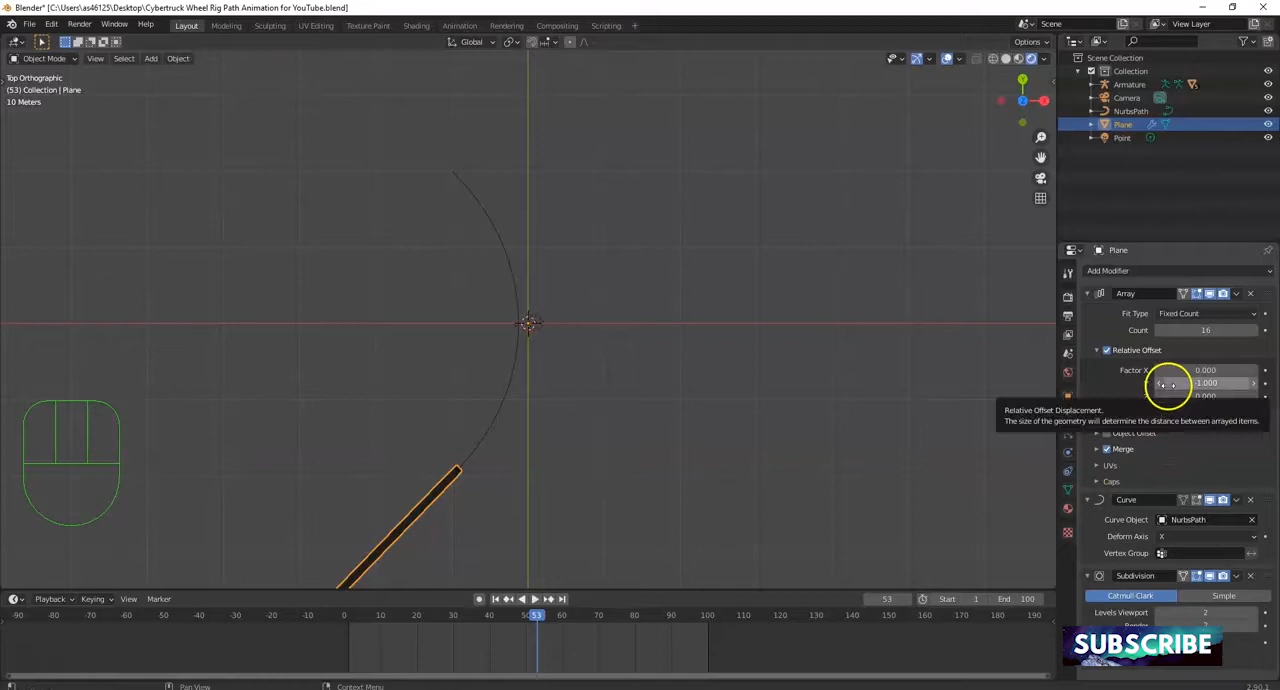 Blender* [C:\Users\as46125\Desktop\Cybertruck Wheel Rig Path Animation for YouTube.blend]
File Edit Render Window Help Layout Modeling Sculpting UV Editing Texture Paint Shading Animation Rendering Compositing Scripting + Scene View Layer
Global Options
Object Mode View Select Add Object
Top Orthographic
(53) Collection | Plane
10 Meters
Scene Collection
Collection
Armature
Camera
NurbsPath
Plane
Point
Plane
Add Modifier
Array
Fit Type Fixed Count
Count 16
Relative Offset
Factor X 0.000
-1.000
0.000
Relative Offset Displacement.
The size of the geometry will determine the distance between arrayed items.
Object Offset
Merge
UVs
Caps
Curve
Curve Object NurbsPath
Deform Axis X
Vertex Group
Subdivision
Catmull-Clark Simple
Levels Viewport 2
SUBSCRIBE
Playback Keying View Marker 53 Start 1 End 100
-90 -80 -70 -60 -50 -40 -30 -20 -10 0 10 20 30 40 50 53 60 70 80 90 100 110 120 130 140 150 160 170 180 190
Pan View Context Menu 2.90.1